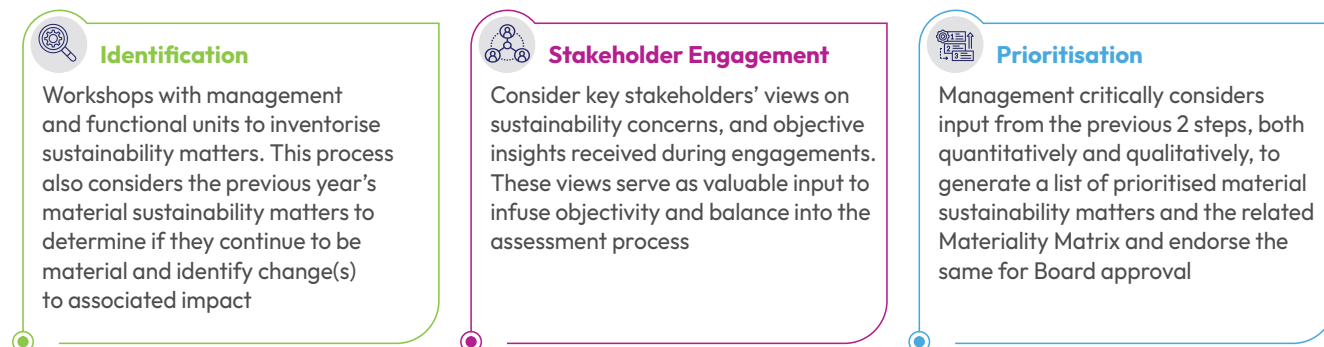 Identification
Workshops with management
and functional units to inventorise
sustainability matters. This process
also considers the previous year's
material sustainability matters to
determine if they continue to be
material and identify change(s)
to associated impact
Stakeholder Engagement
Consider key stakeholders' views on
sustainability concerns, and objective
insights received during engagements.
These views serve as valuable input to
infuse objectivity and balance into the
assessment process
1
2
3
Prioritisation
Management critically considers
input from the previous 2 steps, both
quantitatively and qualitatively, to
generate a list of prioritised material
sustainability matters and the related
Materiality Matrix and endorse the
same for Board approval